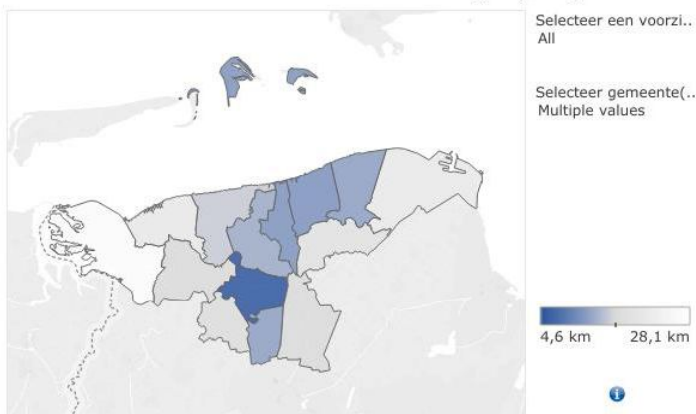 Selecteer een voorzi..
All
Selecteer gemeente(..
Multiple values
4,6 km 28,1 km
i